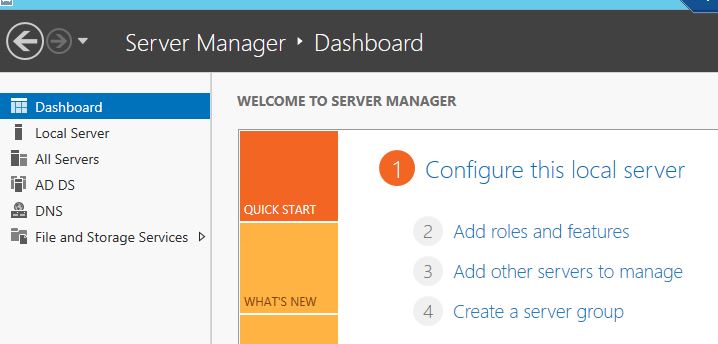 Server Manager ‣ Dashboard
Dashboard
Local Server
All Servers
AD DS
DNS
File and Storage Services
WELCOME TO SERVER MANAGER
QUICK START
WHAT'S NEW
1 Configure this local server
2 Add roles and features
3 Add other servers to manage
4 Create a server group